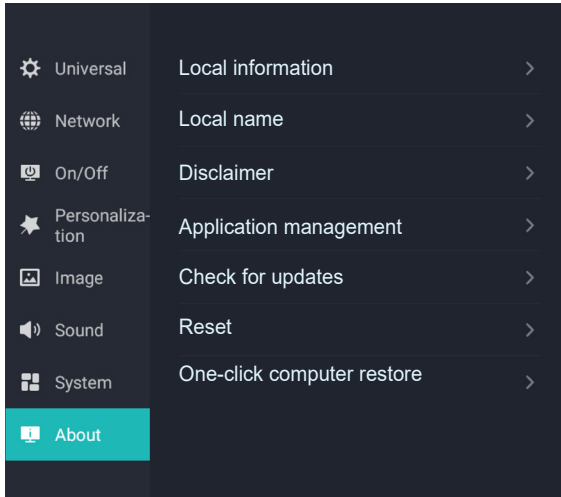 Universal
Network
On/Off
Personaliza-
tion
Image
Sound
System
About
Local information
Local name
Disclaimer
Application management
Check for updates
Reset
One-click computer restore